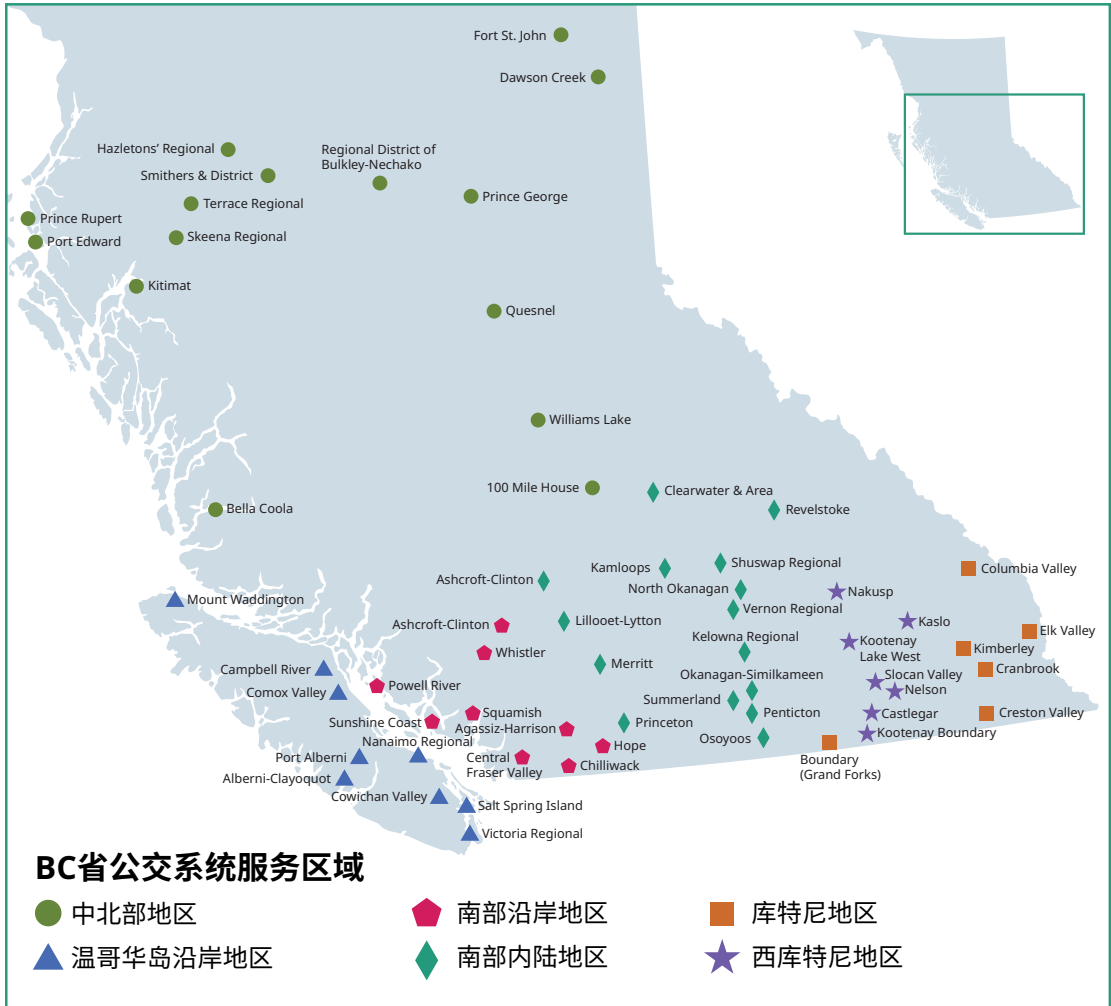 Fort St. John
Dawson Creek
Hazletons’ Regional
Regional District of
Bulkley-Nechako
Smithers & District
Terrace Regional
Prince George
Prince Rupert
Port Edward
Skeena Regional
Kitimat
Quesnel
Williams Lake
100 Mile House
Clearwater & Area
Bella Coola
Revelstoke
Shuswap Regional
Kamloops
Columbia Valley
Ashcroft-Clinton
North Okanagan
Nakusp
Mount Waddington
Vernon Regional
Lillooet-Lytton
Kaslo
Ashcroft-Clinton
Elk Valley
Kelowna Regional
Kootenay
Lake West
Kimberley
Whistler
Merritt
Campbell River
Cranbrook
Okanagan-Similkameen
Slocan Valley
Powell River
Nelson
Comox Valley
Summerland
Squamish
Penticton
Castlegar
Creston Valley
Sunshine Coast
Princeton
Agassiz-Harrison
Kootenay Boundary
Osoyoos
Nanaimo Regional
Hope
Port Alberni
Central
Fraser Valley
Boundary
(Grand Forks)
Chilliwack
Alberni-Clayoquot
Cowichan Valley
Salt Spring Island
Victoria Regional
BC省公交系统服务区域
中北部地区
南部沿岸地区
库特尼地区
温哥华岛沿岸地区
南部内陆地区
西库特尼地区